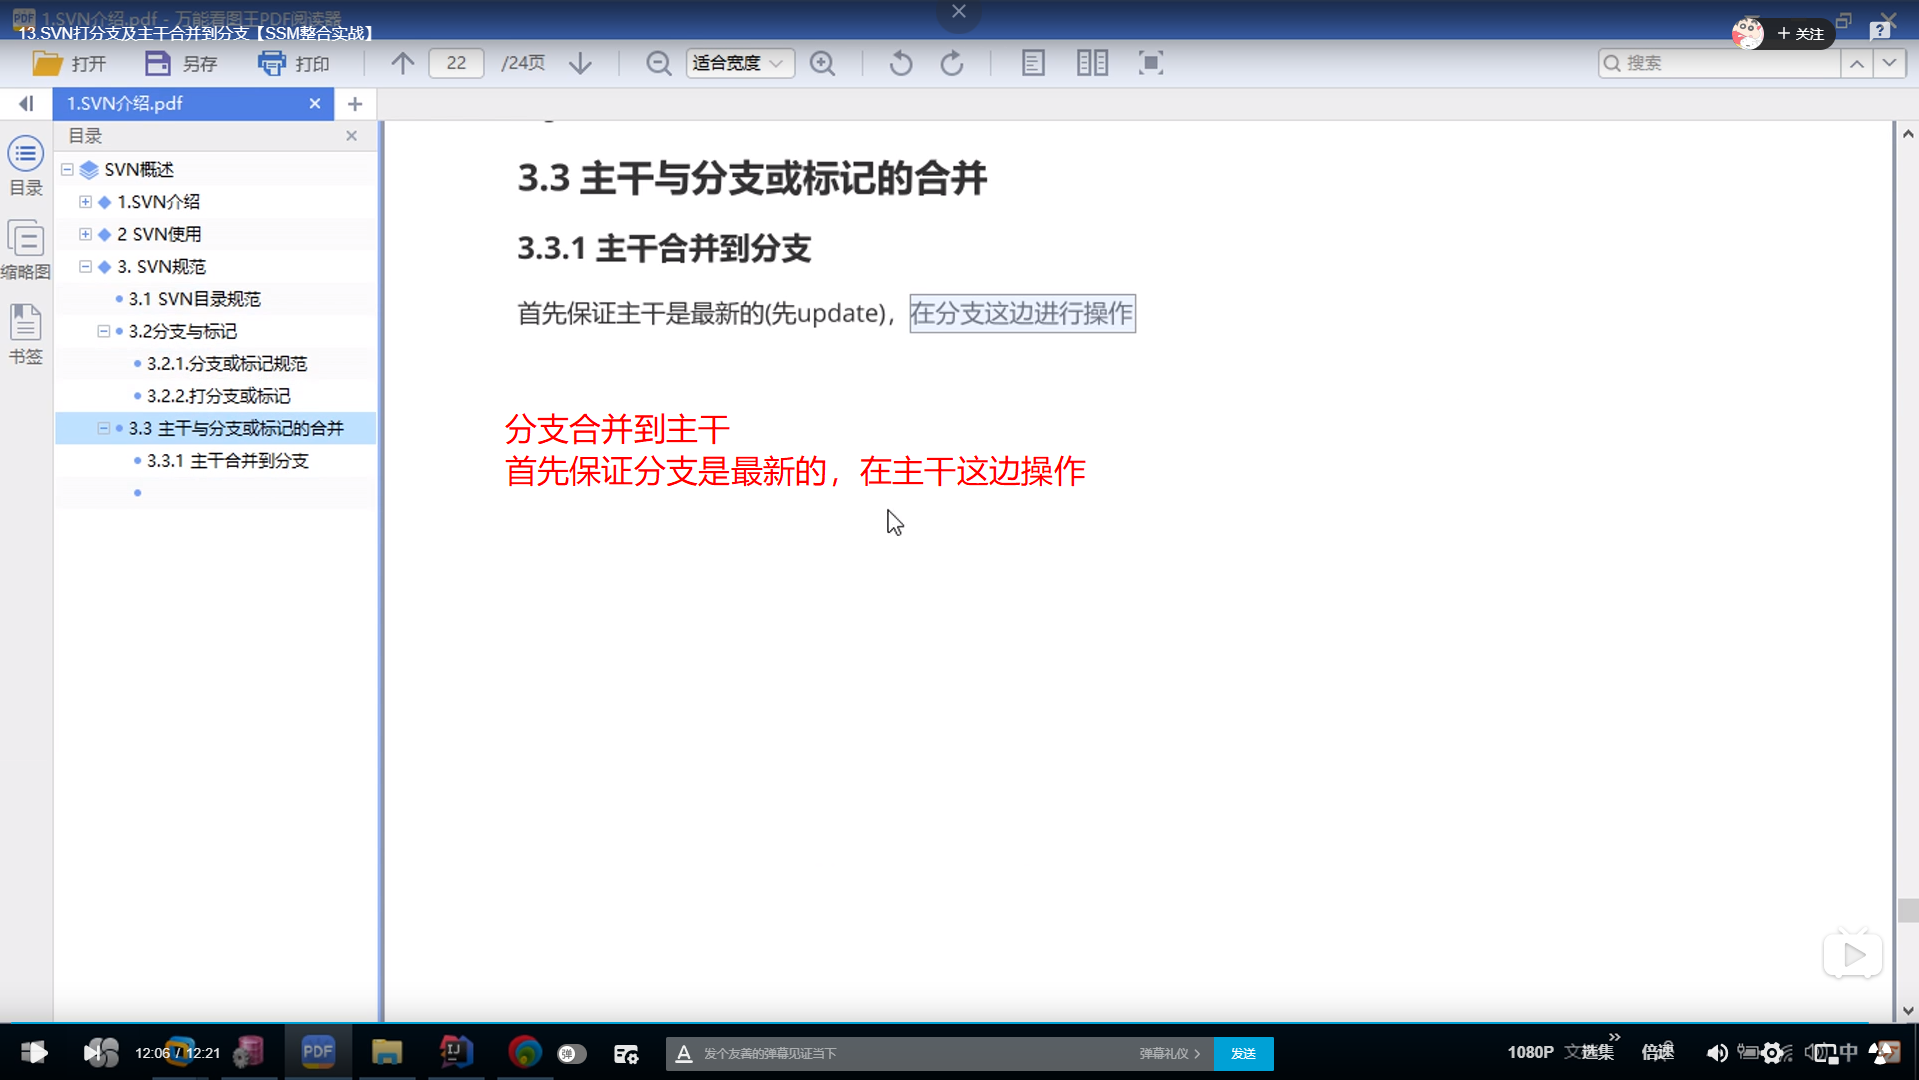 1.SVN介绍.pdf - 万能看图王PDF阅读器
13.SVN打分支及主干合并到分支【SSM整合实战】
+ 关注
打开
另存
打印
22
/24页
适合宽度
搜索
1.SVN介绍.pdf
目录
目录
缩略图
书签
SVN概述
1.SVN介绍
2 SVN使用
3. SVN规范
3.1 SVN目录规范
3.2分支与标记
3.2.1.分支或标记规范
3.2.2.打分支或标记
3.3 主干与分支或标记的合并
3.3.1 主干合并到分支
3.3 主干与分支或标记的合并
3.3.1 主干合并到分支
首先保证主干是最新的(先update)，在分支这边进行操作
分支合并到主干
首先保证分支是最新的，在主干这边操作
12:06 / 12:21
PDF
IJ
弹
A 发个友善的弹幕见证当下
弹幕礼仪
发送
1080P
选集
倍速
中